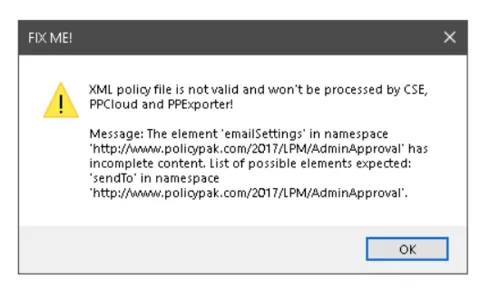 FIX ME!
XML policy file is not valid and won't be processed by CSE,
PPCloud and PPExporter!
Message: The element 'emailSettings' in namespace
'http://www.policypak.com/2017/LPM/AdminApproval' has
incomplete content. List of possible elements expected:
'sendTo' in namespace
'http://www.policypak.com/2017/LPM/AdminApproval'.
OK